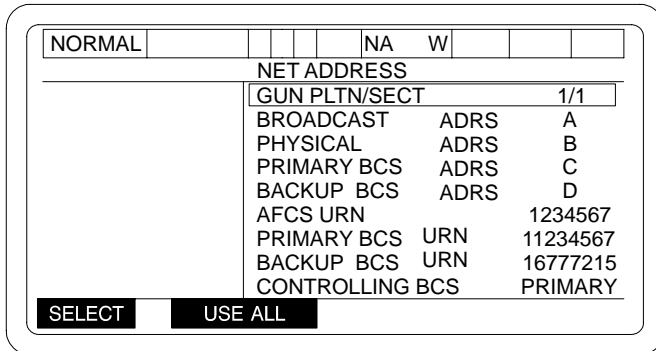 NORMAL NA W
NET ADDRESS
GUN PLTN/SECT 1/1
BROADCAST ADRS A
PHYSICAL ADRS B
PRIMARY BCS ADRS C
BACKUP BCS ADRS D
AFCS URN 1234567
PRIMARY BCS URN 11234567
BACKUP BCS URN 16777215
CONTROLLING BCS PRIMARY
SELECT USE ALL